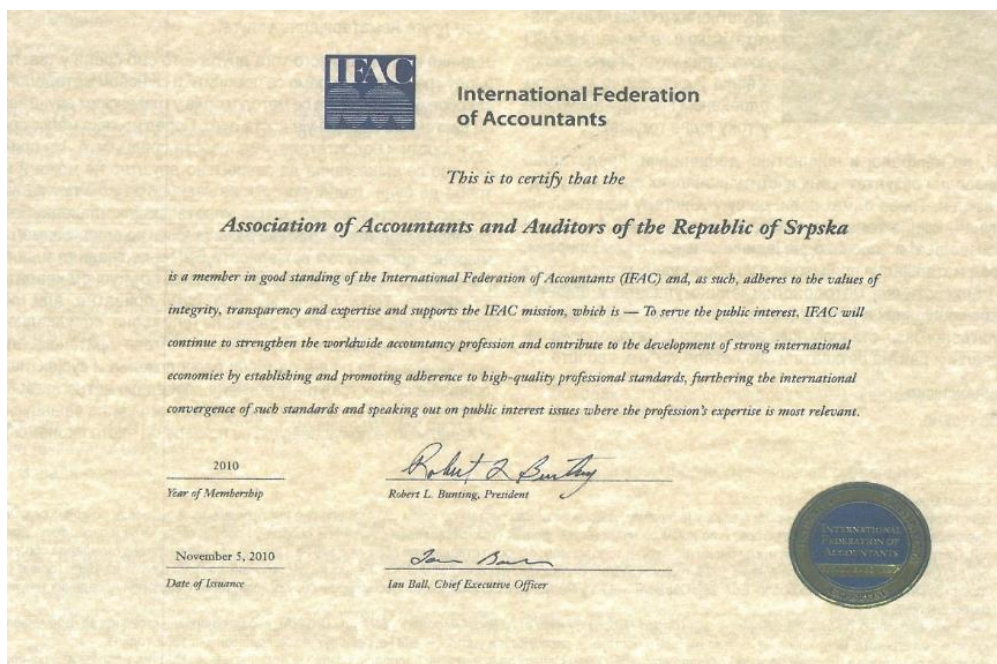 IFAC
International Federation
of Accountants
This is to certify that the
Association of Accountants and Auditors of the Republic of Srpska
is a member in good standing of the International Federation of Accountants (IFAC) and, as such, adheres to the values of
integrity, transparency and expertise and supports the IFAC mission, which is — To serve the public interest, IFAC will
continue to strengthen the worldwide accountancy profession and contribute to the development of strong international
economies by establishing and promoting adherence to high-quality professional standards, furthering the international
convergence of such standards and speaking out on public interest issues where the profession's expertise is most relevant.
2010
Year of Membership
Robert L Bunting
Robert L. Bunting, President
November 5, 2010
Date of Issuance
Ian Ball
Ian Ball, Chief Executive Officer
INTERNATIONAL
FEDERATION OF
ACCOUNTANTS